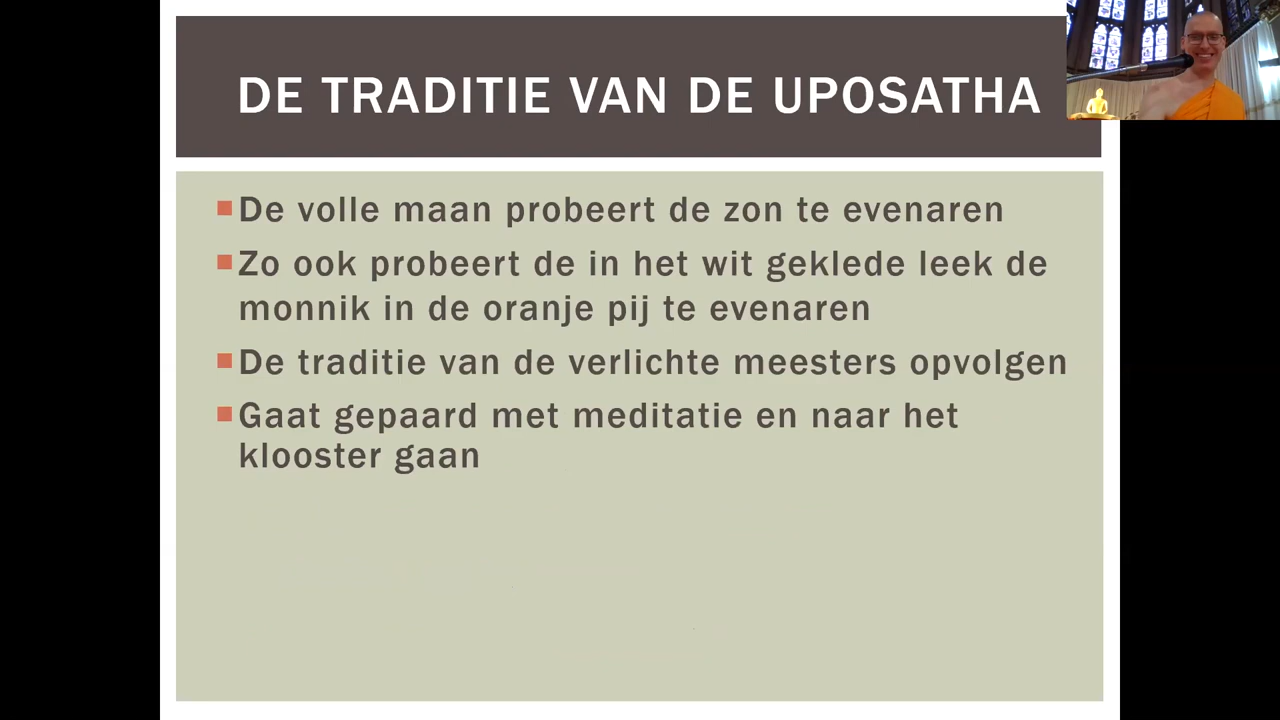 DE TRADITIE VAN DE UPOSATHA
De volle maan probeert de zon te evenaren
Zo ook probeert de in het wit geklede leek de
monnik in de oranje pij te evenaren
De traditie van de verlichte meesters opvolgen
Gaat gepaard met meditatie en naar het
klooster gaan